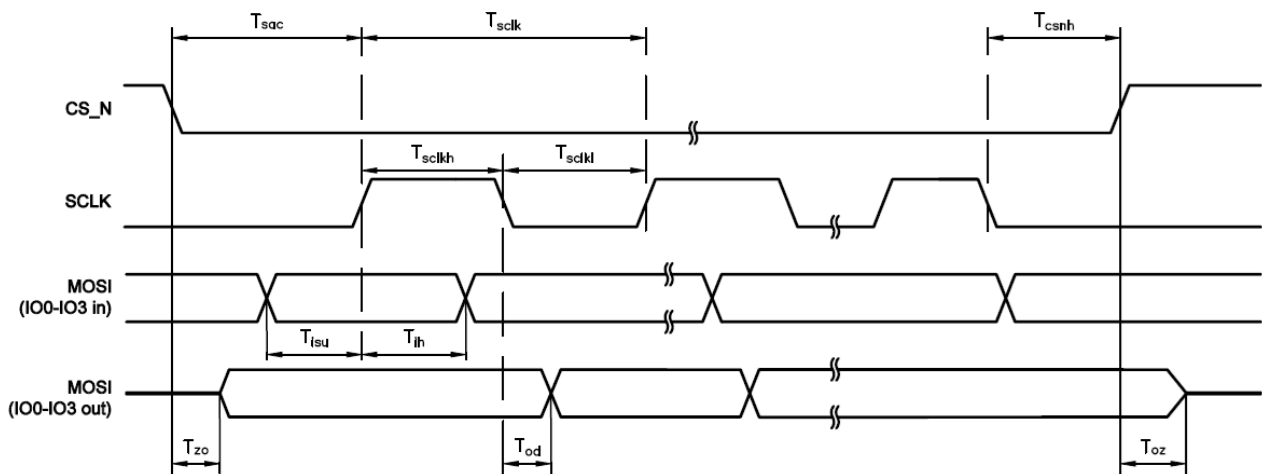 Tsac
Tsclk
Tcsnh
CS_N
Tsclkh
Tsclkl
SCLK
MOSI
(IO0-IO3 in)
Tisu
Tih
MOSI
(IO0-IO3 out)
Tzo
Tod
Toz